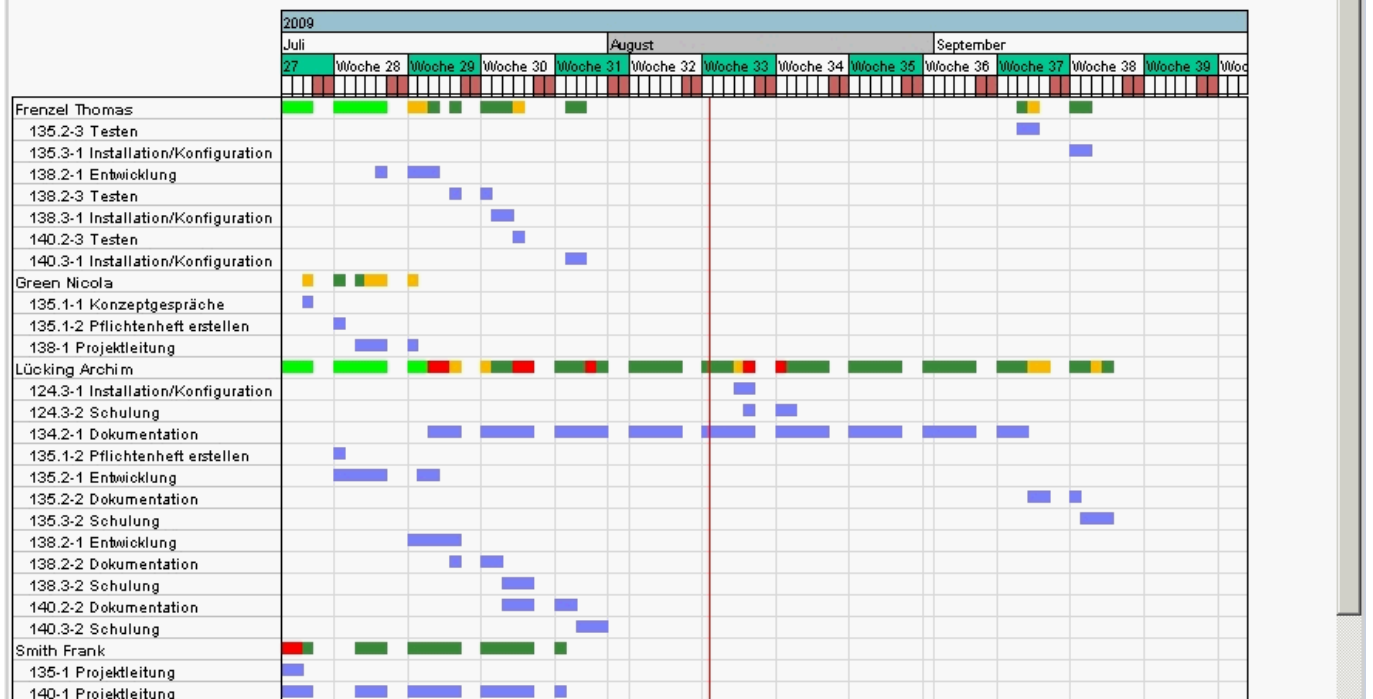 2009
Juli August September
27 Woche 28 Woche 29 Woche 30 Woche 31 Woche 32 Woche 33 Woche 34 Woche 35 Woche 36 Woche 37 Woche 38 Woche 39
Frenzel Thomas
135.2-3 Testen
135.3-1 Installation/Konfiguration
138.2-1 Entwicklung
138.2-3 Testen
138.3-1 Installation/Konfiguration
140.2-3 Testen
140.3-1 Installation/Konfiguration
Green Nicola
135.1-1 Konzeptgespräche
135.1-2 Pflichtenheft erstellen
138-1 Projektleitung
Lücking Archim
124.3-1 Installation/Konfiguration
124.3-2 Schulung
134.2-1 Dokumentation
135.1-2 Pflichtenheft erstellen
135.2-1 Entwicklung
135.2-2 Dokumentation
135.3-2 Schulung
138.2-1 Entwicklung
138.2-2 Dokumentation
138.3-2 Schulung
140.2-2 Dokumentation
140.3-2 Schulung
Smith Frank
135-1 Projektleitung
140-1 Projektleitung